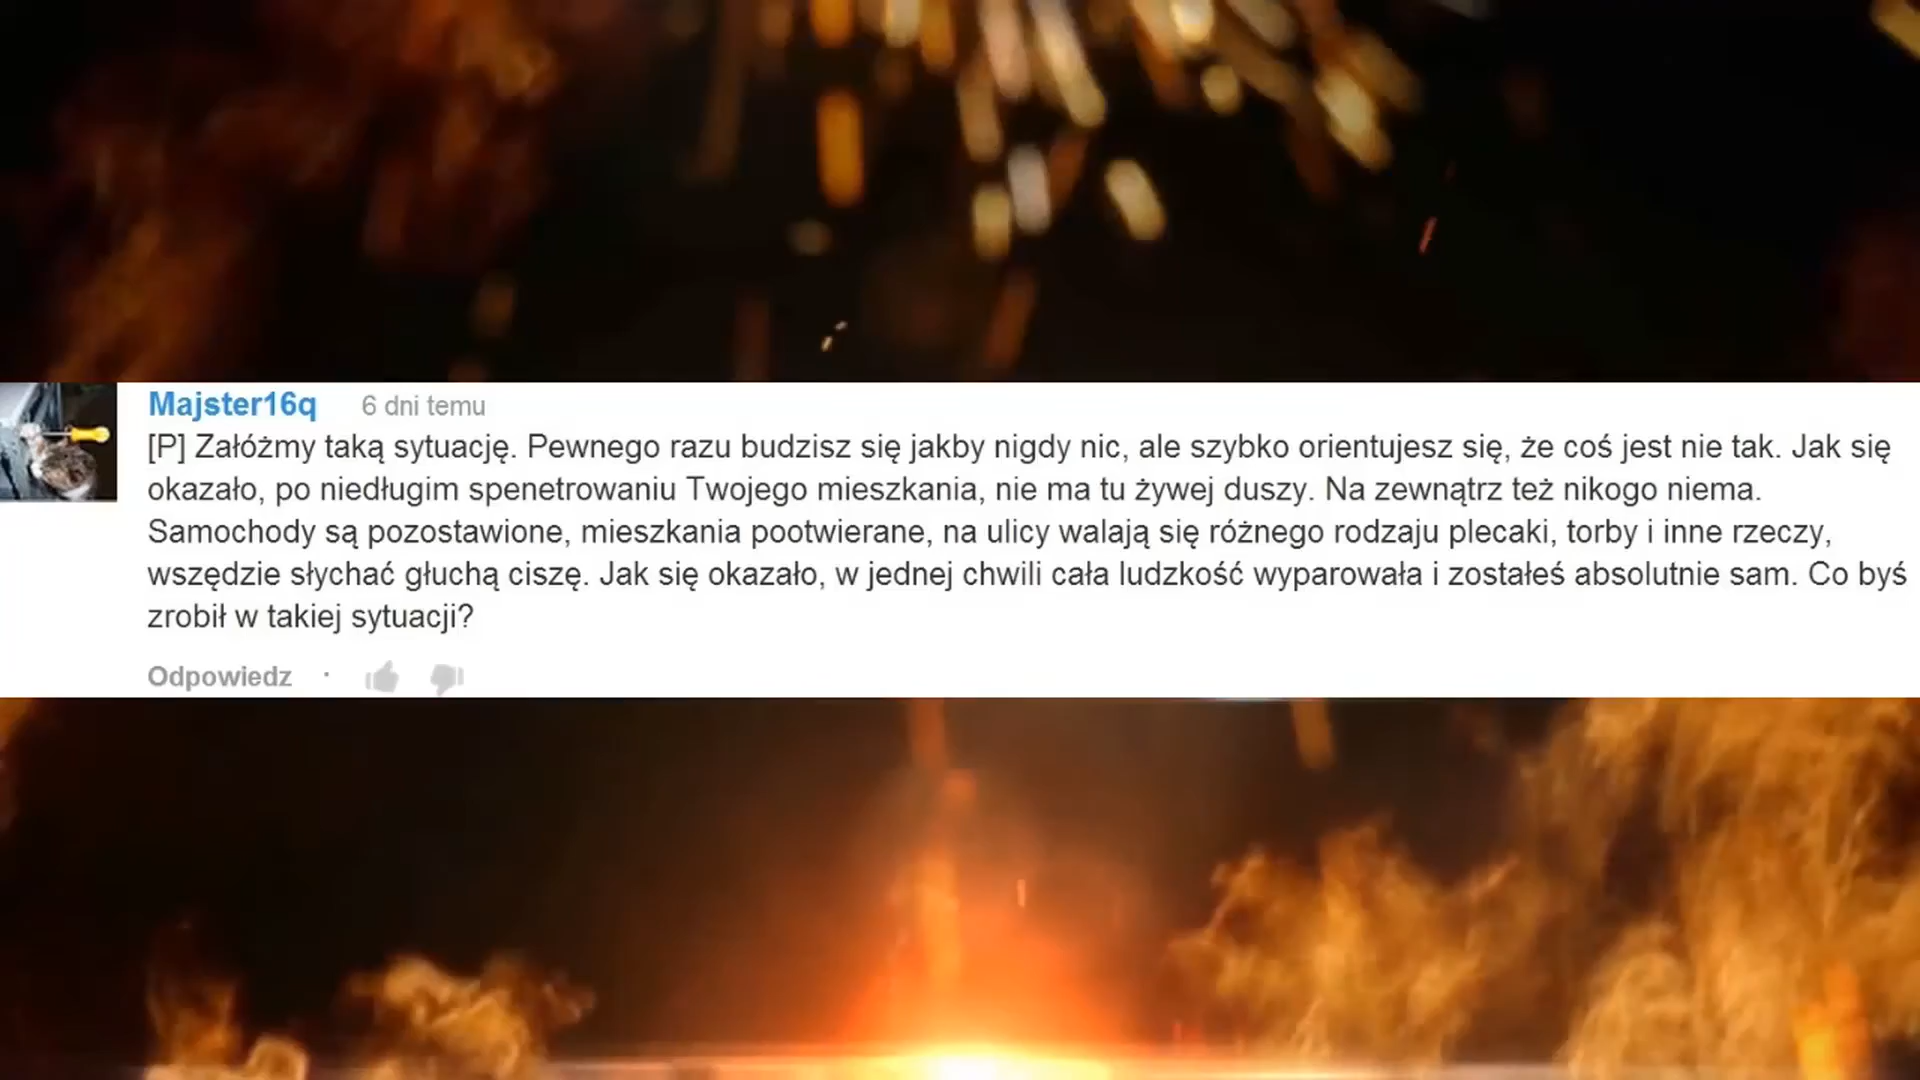 Majster16q 6 dni temu
[P] Załóżmy taką sytuację. Pewnego razu budzisz się jakby nigdy nic, ale szybko orientujesz się, że coś jest nie tak. Jak się
okazało, po niedługim spenetrowaniu Twojego mieszkania, nie ma tu żywej duszy. Na zewnątrz też nikogo niema.
Samochody są pozostawione, mieszkania pootwierane, na ulicy walają się różnego rodzaju plecaki, torby i inne rzeczy,
wszędzie słychać głuchą ciszę. Jak się okazało, w jednej chwili cała ludzkość wyparowała i zostałeś absolutnie sam. Co byś
zrobił w takiej sytuacji?
Odpowiedz ·